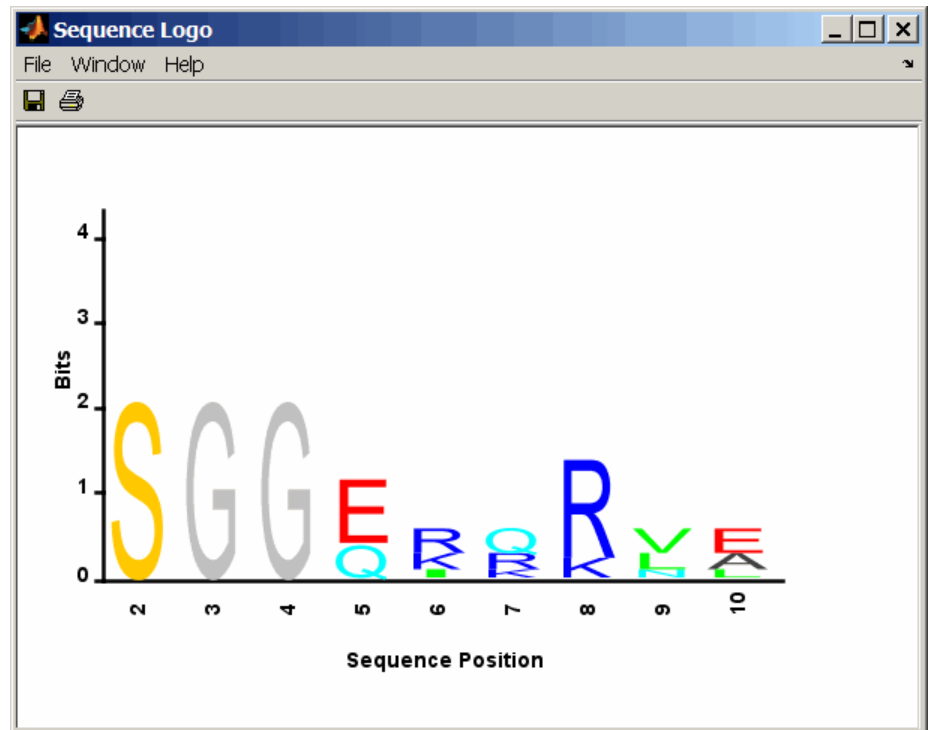 Sequence Logo
File Window Help
4
3
Bits
2
1
0
S G G E R Q R V E
Q K R K L A
I K N L
2 3 4 5 6 7 8 9 10
Sequence Position